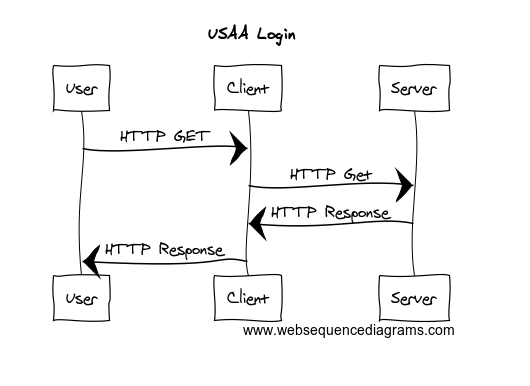 USAA Login
User
Client
Server
HTTP GET
HTTP Get
HTTP Response
HTTP Response
User
Client
Server
www.websequencediagrams.com